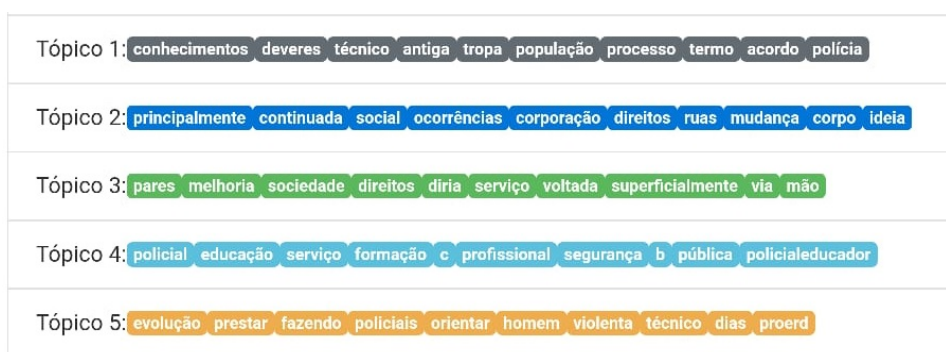 Tópico 1: conhecimentos deveres técnico antiga tropa população processo termo acordo polícia
Tópico 2: principalmente continuada social ocorrências corporação direitos ruas mudança corpo ideia
Tópico 3: pares melhoria sociedade direitos diria serviço voltada superficialmente via mão
Tópico 4: policial educação serviço formação c profissional segurança b pública policialeducador
Tópico 5: evolução prestar fazendo policiais orientar homem violenta técnico dias proerd